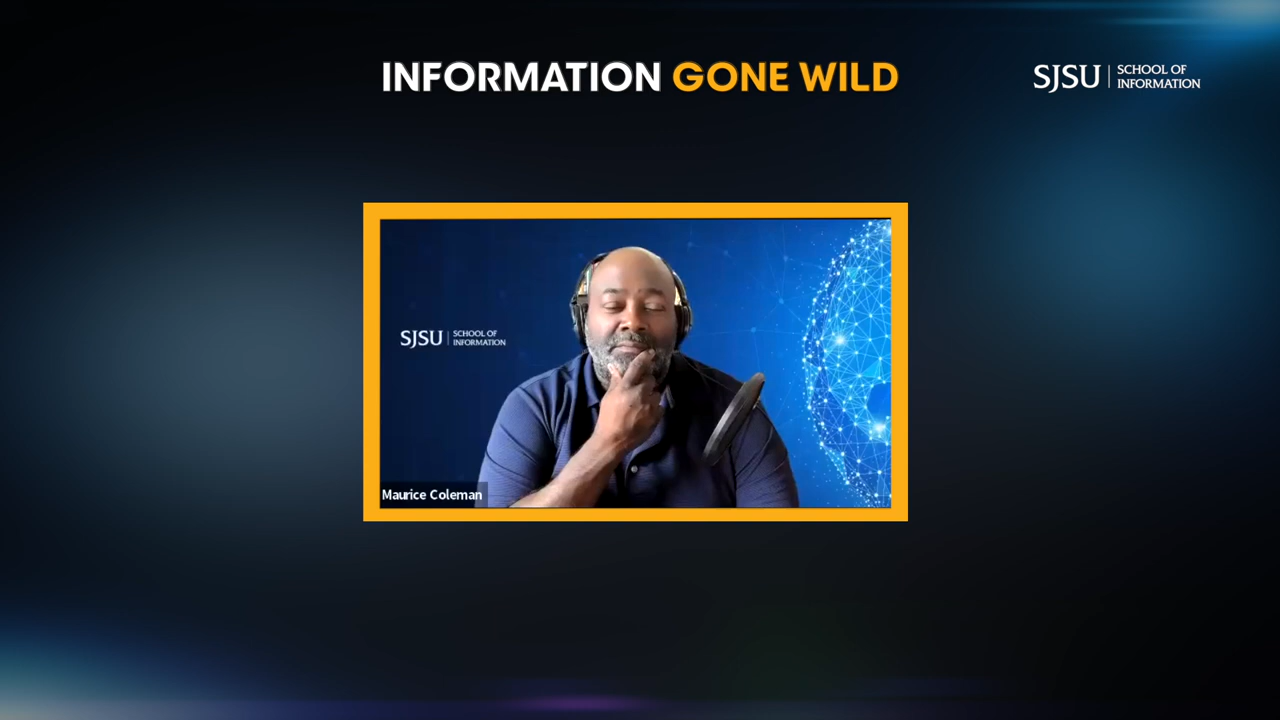 INFORMATION GONE WILD
SJSU
SCHOOL OF
INFORMATION
SJSU
SCHOOL OF
INFORMATION
Maurice Coleman